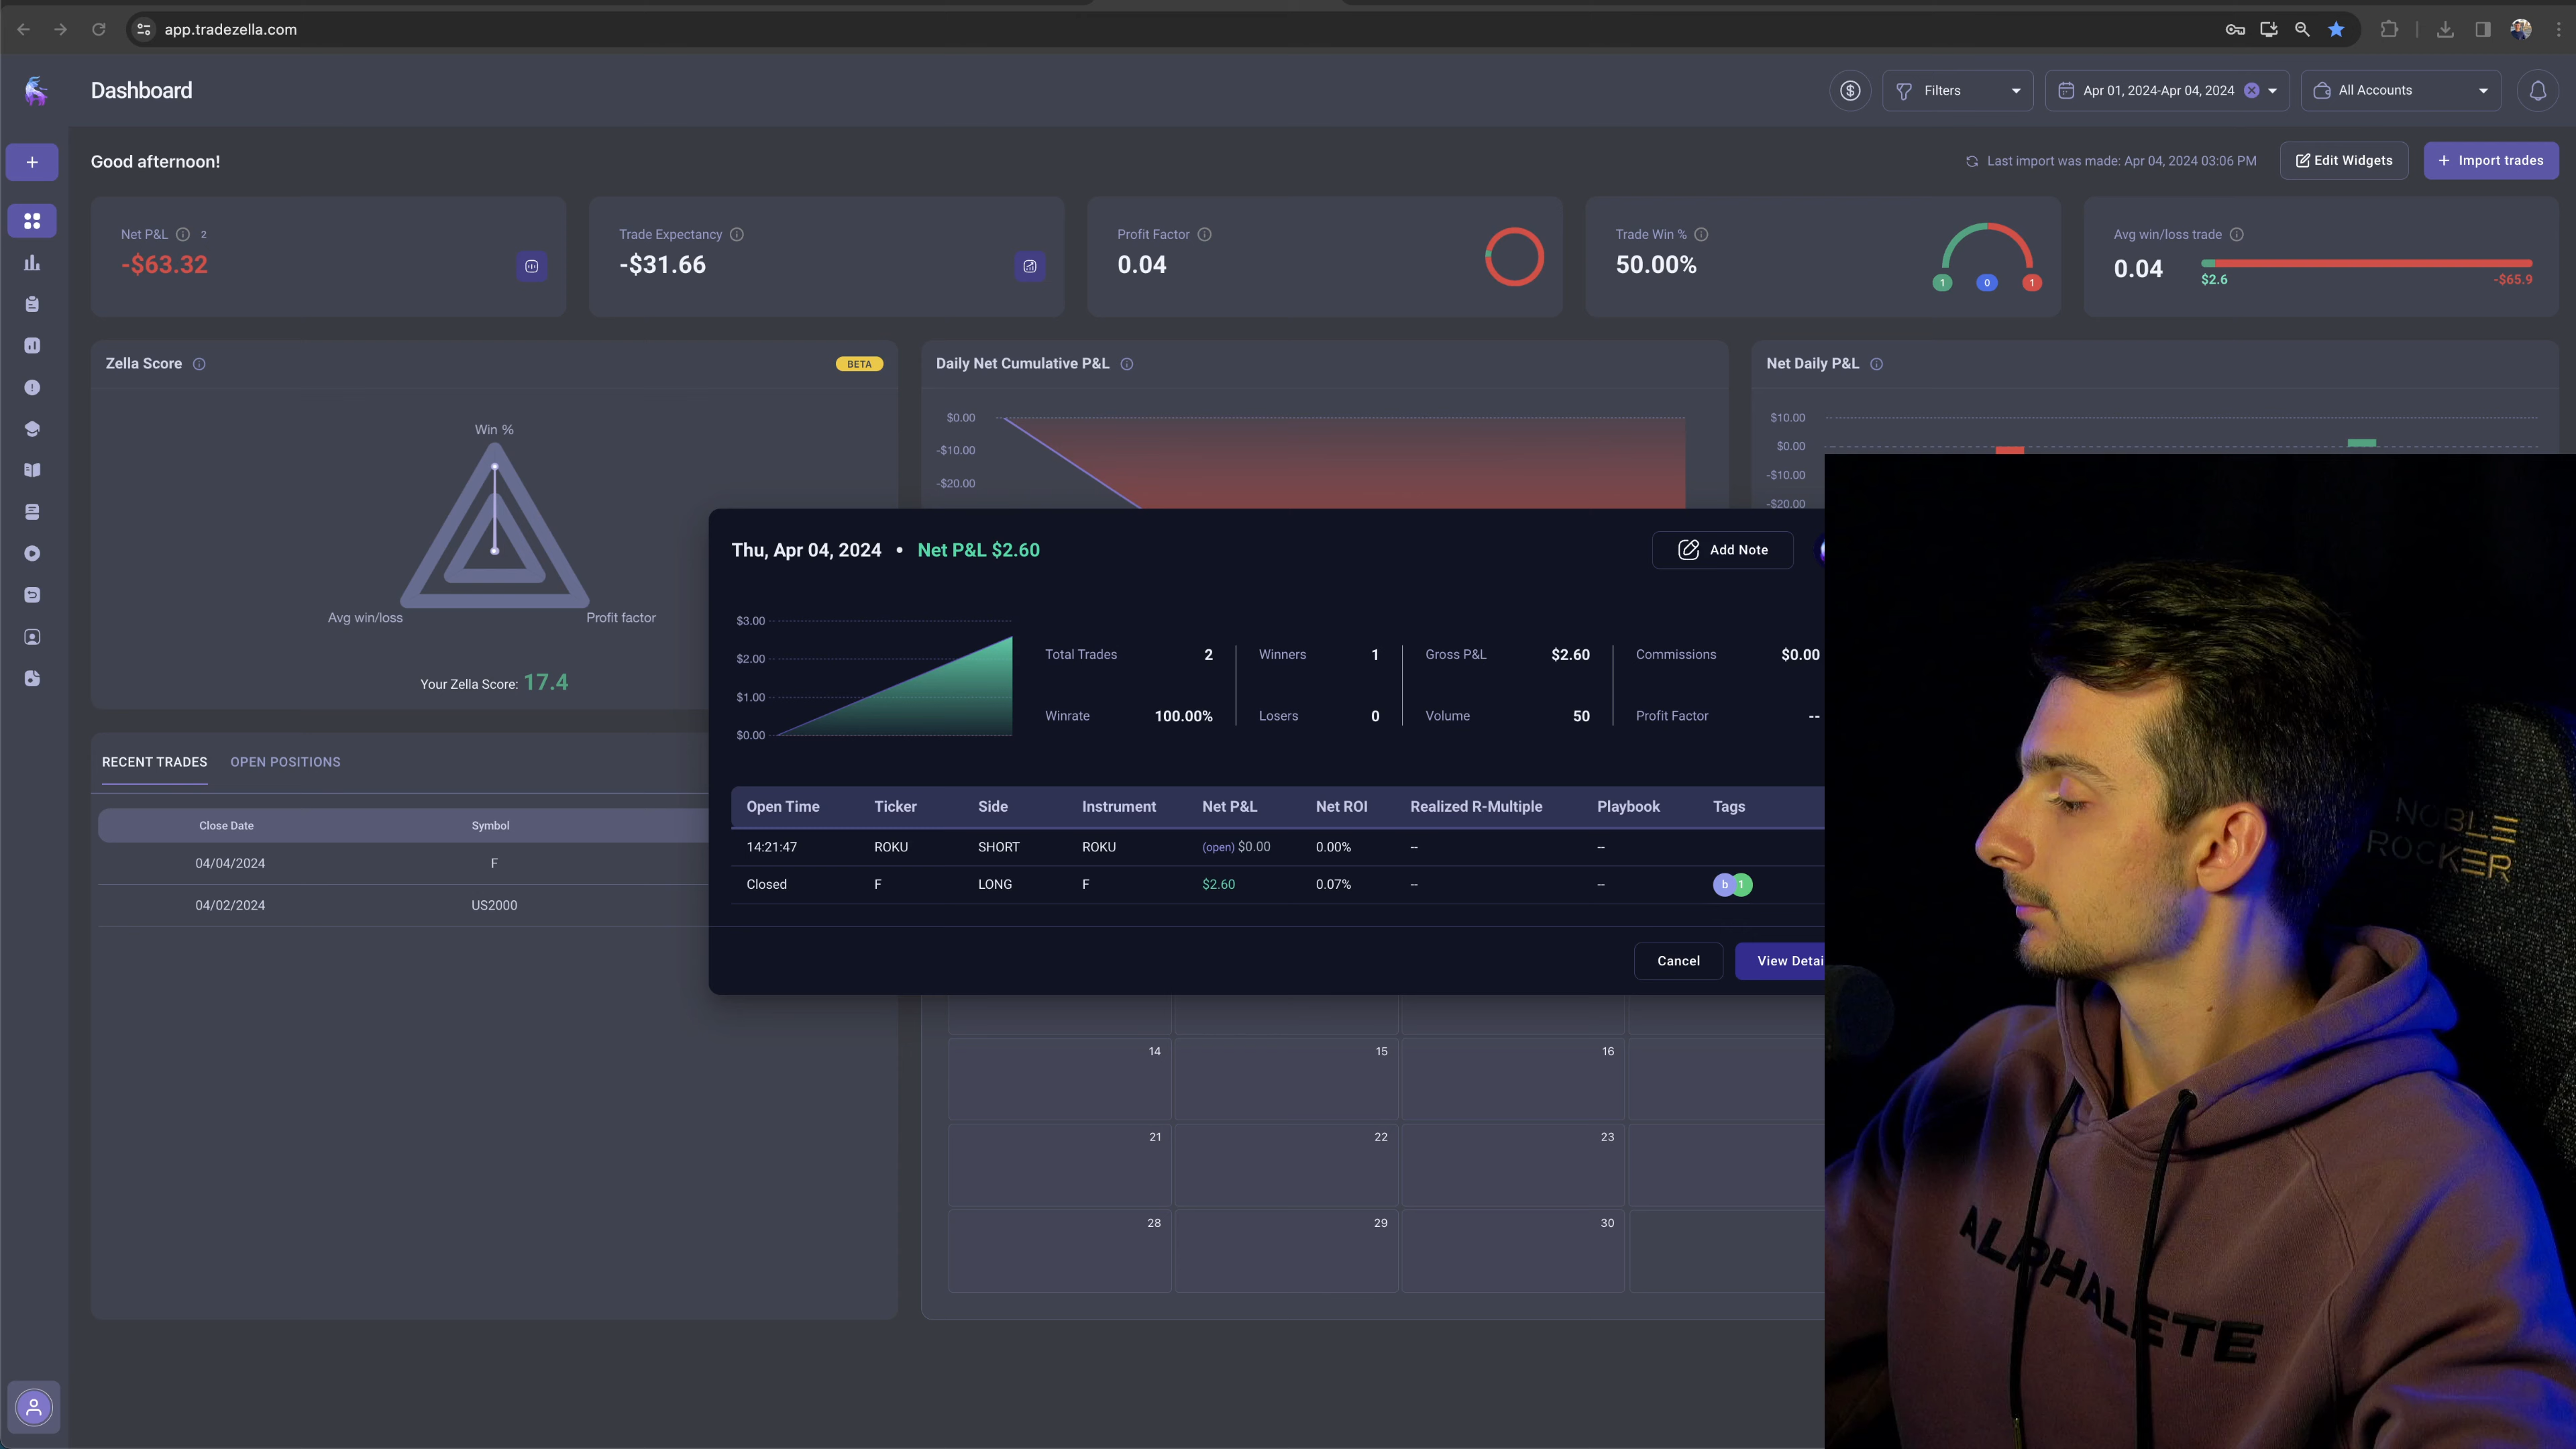 app.tradezella.com
Dashboard
Filters
Apr 01, 2024-Apr 04, 2024
All Accounts
Good afternoon!
Last import was made: Apr 04, 2024 03:06 PM
Edit Widgets
+ Import trades
Net P&L 2
-$63.32
Trade Expectancy
-$31.66
Profit Factor
0.04
Trade Win %
50.00%
1 0 1
Avg win/loss trade
0.04
$2.6
-$65.9
Zella Score
BETA
Win %
Avg win/loss
Profit factor
Your Zella Score: 17.4
Daily Net Cumulative P&L
$0.00
-$10.00
-$20.00
Net Daily P&L
$10.00
$0.00
-$10.00
-$20.00
Thu, Apr 04, 2024 • Net P&L $2.60
Add Note
$3.00
$2.00
$1.00
$0.00
Total Trades 2
Winners 1
Gross P&L $2.60
Commissions $0.00
Winrate 100.00%
Losers 0
Volume 50
Profit Factor --
Open Time Ticker Side Instrument Net P&L Net ROI Realized R-Multiple Playbook Tags
14:21:47 ROKU SHORT ROKU (open) $0.00 0.00% -- --
Closed F LONG F $2.60 0.07% -- -- b 1
Cancel
View Detai
RECENT TRADES
OPEN POSITIONS
Close Date Symbol
04/04/2024 F
04/02/2024 US2000
14 15 16
21 22 23
28 29 30
NOBLE
ROCKER
ALPHALETE